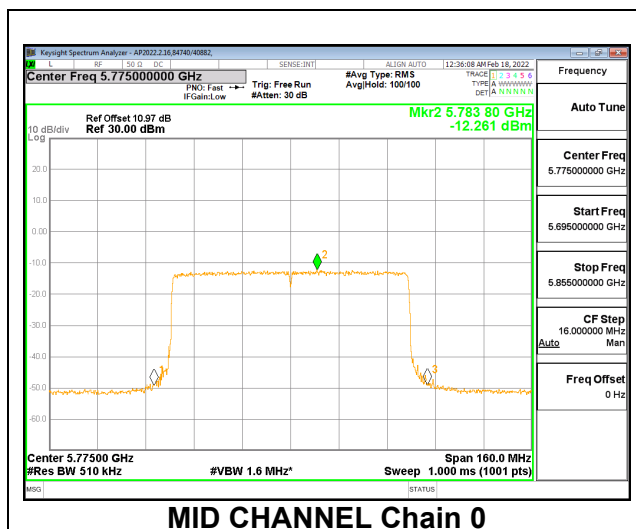 Keysight Spectrum Analyzer - AP2022.2.16,84740/40882,
L RF 50 Ω DC SENSE:INT ALIGN AUTO 12:36:08 AM Feb 18, 2022
Center Freq 5.775000000 GHz
PNO: Fast
IFGain:Low
Trig: Free Run
#Atten: 30 dB
#Avg Type: RMS
Avg|Hold: 100/100
TRACE 1 2 3 4 5 6
TYPE A WWWWW
DET A N N N N N
Ref Offset 10.97 dB
10 dB/div Ref 30.00 dBm
Log
Mkr2 5.783 80 GHz
-12.261 dBm
20.0
10.0
0.00
-10.0
-20.0
-30.0
-40.0
-50.0
-60.0
2
1
3
Center 5.77500 GHz Span 160.0 MHz
#Res BW 510 kHz #VBW 1.6 MHz* Sweep 1.000 ms (1001 pts)
MSG STATUS
Frequency
Auto Tune
Center Freq
5.775000000 GHz
Start Freq
5.695000000 GHz
Stop Freq
5.855000000 GHz
CF Step
16.000000 MHz
Auto Man
Freq Offset
0 Hz
MID CHANNEL Chain 0